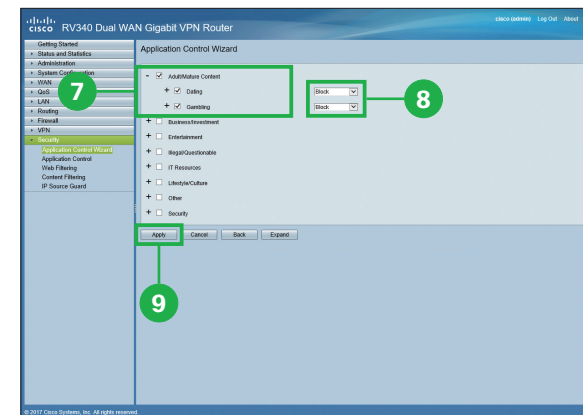 cisco RV340 Dual WAN Gigabit VPN Router
cisco (admin) Log Out About
Getting Started
Status and Statistics
Administration
System Configuration
WAN
QoS
LAN
Routing
Firewall
VPN
Security
Application Control Wizard
Application Control
Web Filtering
Content Filtering
IP Source Guard
Application Control Wizard
- Adult/Mature Content
+ Dating Block
+ Gambling Block
+ Business/Investment
+ Entertainment
+ Illegal/Questionable
+ IT Resources
+ Lifestyle/Culture
+ Other
+ Security
Apply Cancel Back Expand
7
8
9
© 2017 Cisco Systems, Inc. All rights reserved.